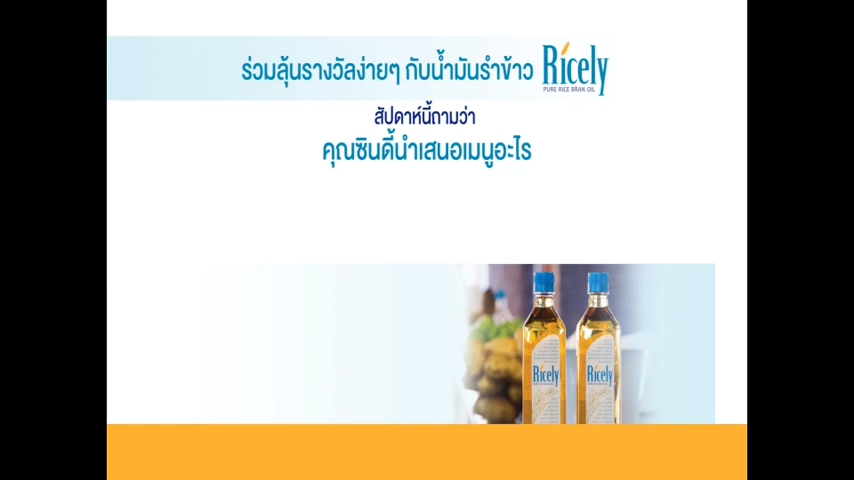 ร่วมลุ้นรางวัลง่ายๆ กับน้ำมันรำข้าว Ricely
PURE RICE BRAN OIL
สัปดาห์นี้ถามว่า
คุณซินดี้นำเสนอเมนูอะไร
Ricely Ricely